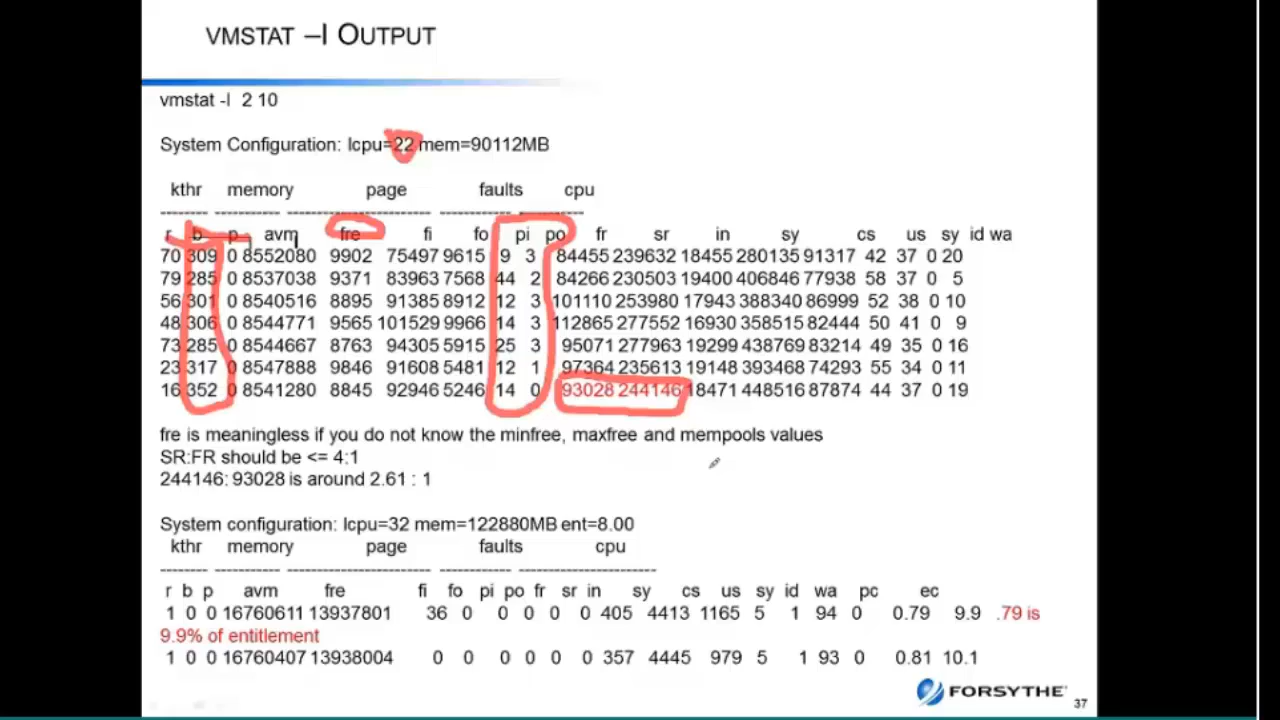 VMSTAT –I OUTPUT
vmstat -I 2 10
System Configuration: lcpu=22 mem=90112MB
kthr memory page faults cpu
-------- ----------- ------------------------ ------------ -----------
r b p avm fre fi fo pi po fr sr in sy cs us sy id wa
70 309 0 8552080 9902 75497 9615 9 3 84455 239632 18455 280135 91317 42 37 0 20
79 285 0 8537038 9371 83963 7568 44 2 84266 230503 19400 406846 77938 58 37 0 5
56 301 0 8540516 8895 91385 8912 12 3 101110 253980 17943 388340 86999 52 38 0 10
48 306 0 8544771 9565 101529 9966 14 3 112865 277552 16930 358515 82444 50 41 0 9
73 285 0 8544667 8763 94305 5915 25 3 95071 277963 19299 438769 83214 49 35 0 16
23 317 0 8547888 9846 91608 5481 12 1 97364 235613 19148 393468 74293 55 34 0 11
16 352 0 8541280 8845 92946 5246 14 0 93028 244146 18471 448516 87874 44 37 0 19
fre is meaningless if you do not know the minfree, maxfree and mempools values
SR:FR should be <= 4:1
244146: 93028 is around 2.61 : 1
System configuration: lcpu=32 mem=122880MB ent=8.00
kthr memory page faults cpu
-------- ----------- ------------------------ ------------ -----------------------
r b p avm fre fi fo pi po fr sr in sy cs us sy id wa pc ec
1 0 0 16760611 13937801 36 0 0 0 0 0 405 4413 1165 5 1 94 0 0.79 9.9 .79 is
9.9% of entitlement
1 0 0 16760407 13938004 0 0 0 0 0 0 357 4445 979 5 1 93 0 0.81 10.1
FORSYTHE
37